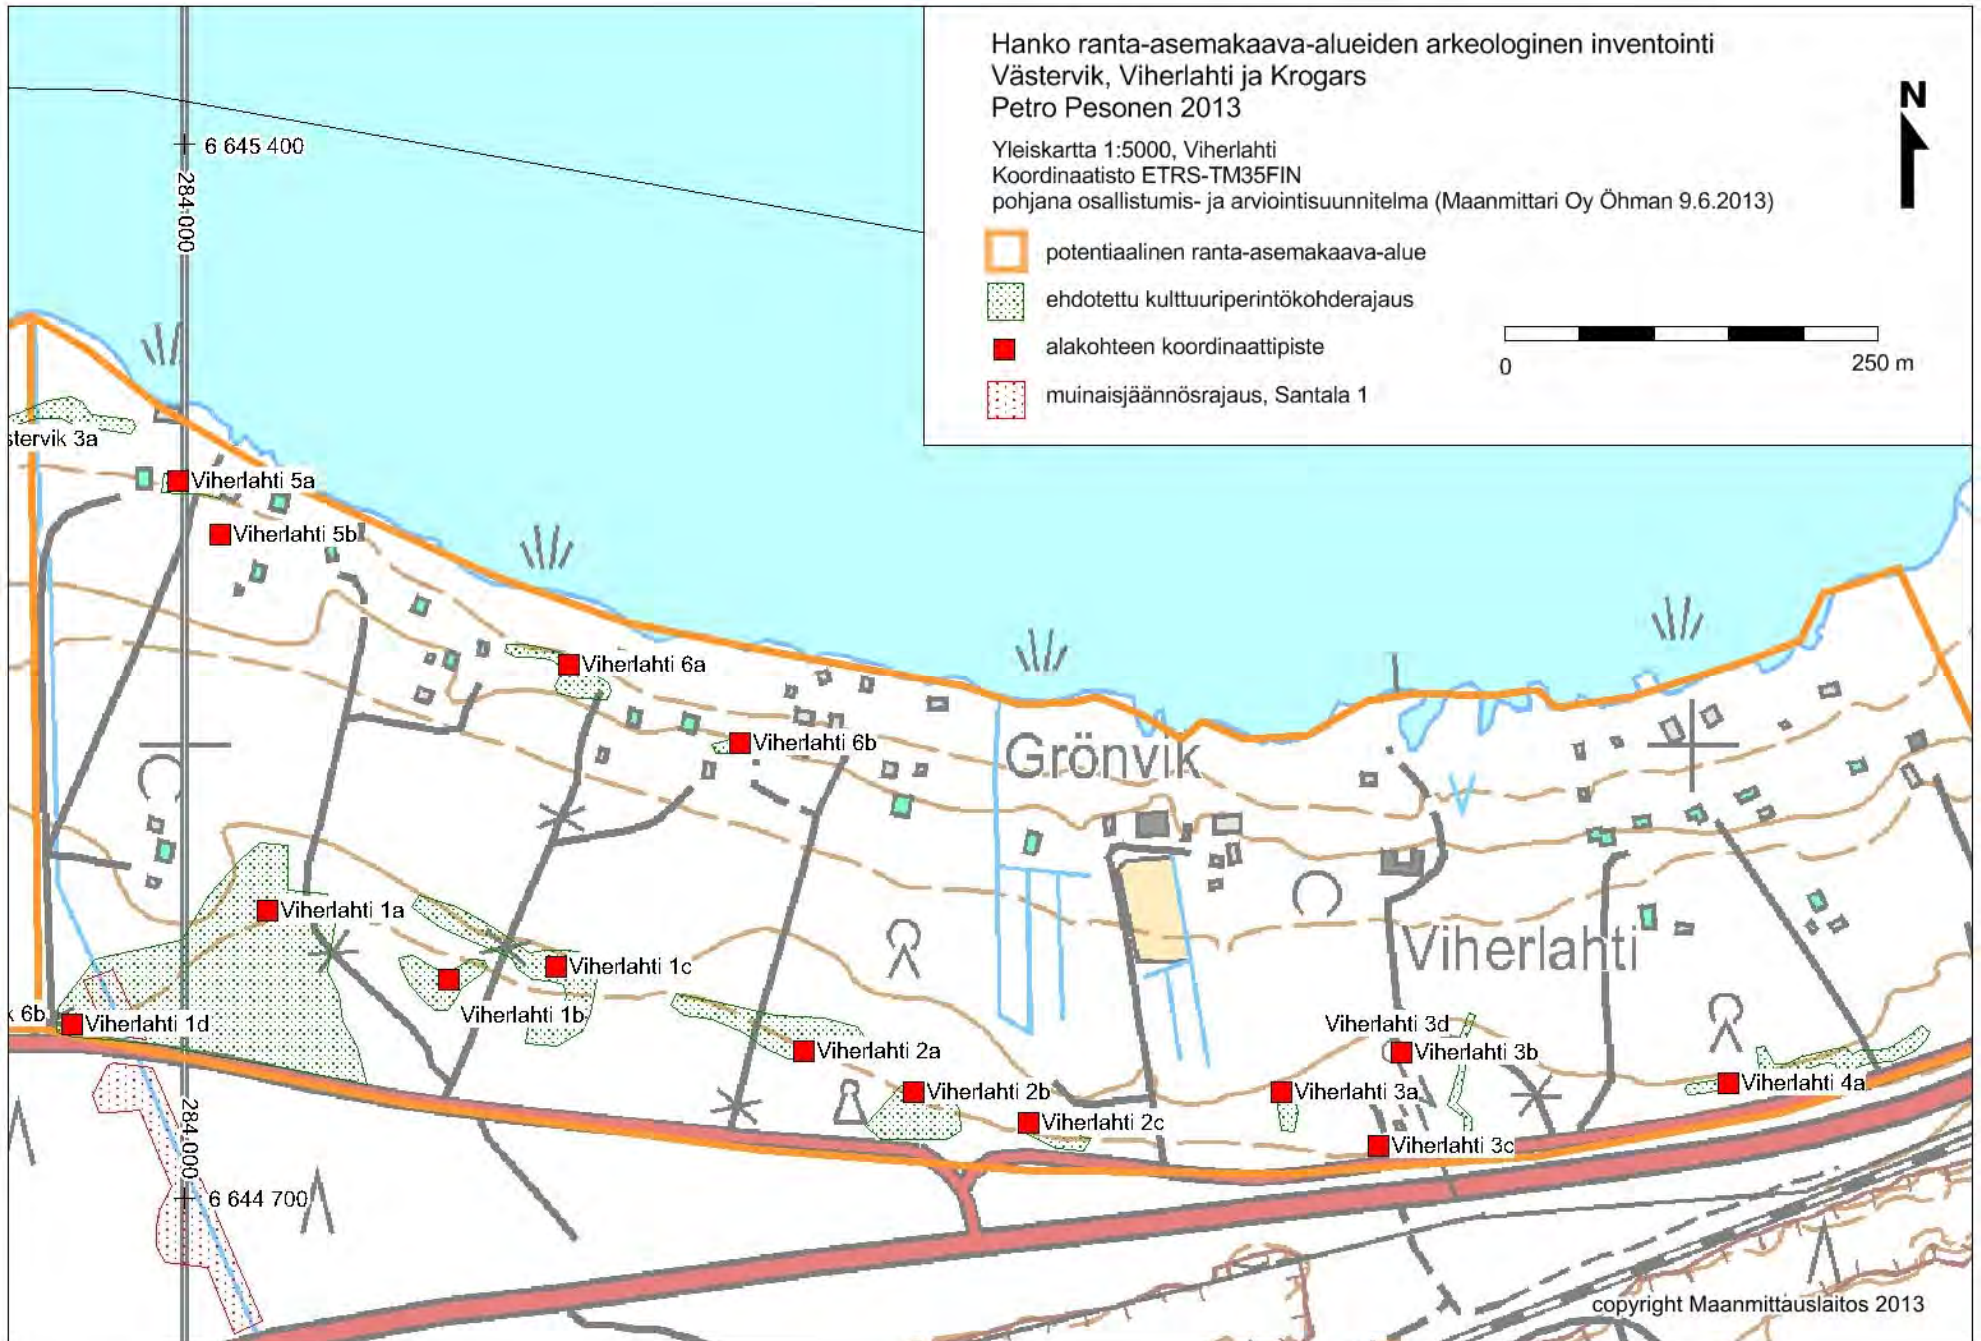 Hanko ranta-asemakaava-alueiden arkeologinen inventointi
Västervik, Viherlahti ja Krogars
Petro Pesonen 2013
N
Yleiskartta 1:5000, Viherlahti
Koordinaatisto ETRS-TM35FIN
pohjana osallistumis- ja arviointisuunnitelma (Maanmittari Oy Öhman 9.6.2013)
potentiaalinen ranta-asemakaava-alue
ehdotettu kulttuuriperintökohderajaus
alakohteen koordinaattipiste
muinaisjäännösrajaus, Santala 1
0
250 m
6 645 400
284 000
stervik 3a
Viherlahti 5a
Viherlahti 5b
Viherlahti 6a
Viherlahti 6b
Grönvik
Viherlahti 1a
Viherlahti
Viherlahti 1c
Viherlahti 1b
k 6b
Viherlahti 1d
Viherlahti 2a
Viherlahti 3d
Viherlahti 3b
Viherlahti 2b
Viherlahti 3a
Viherlahti 4a
Viherlahti 2c
Viherlahti 3c
284 000
6 644 700
copyright Maanmittauslaitos 2013